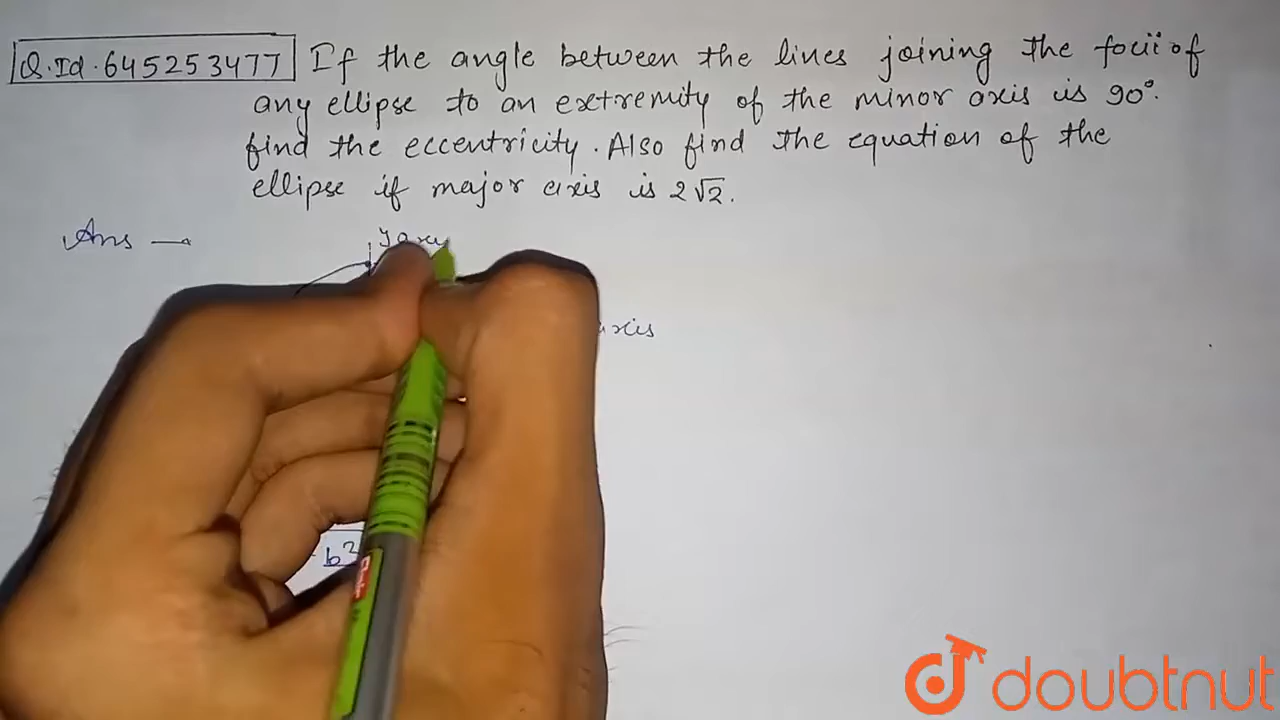 Q.Id.645253477 If the angle between the lines joining the focii of
any ellipse to an extremity of the minor axis is 90°.
find the eccentricity. Also find the equation of the
ellipse if major axis is 2√2.
Ans →
b²
doubtnut